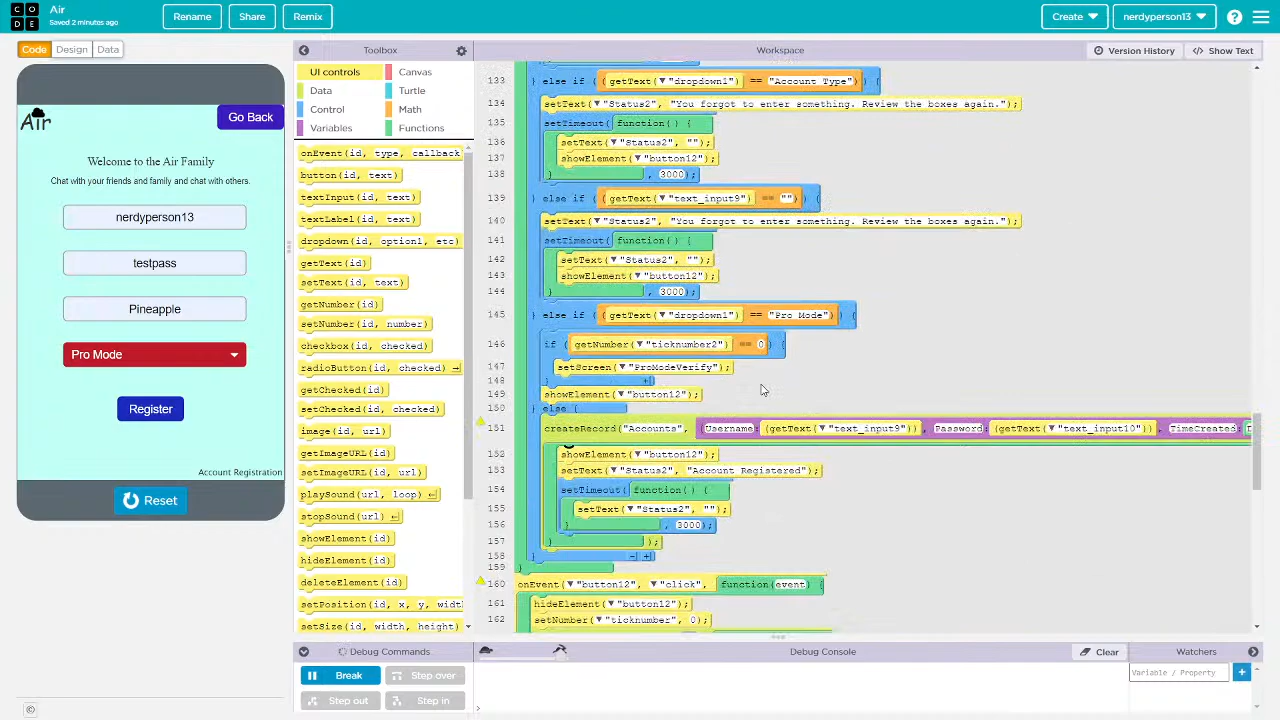 CODE
Air
Saved 2 minutes ago
Rename
Share
Remix
Create
nerdyperson13
?
Code
Design
Data
Toolbox
Workspace
Version History
</> Show Text
Air
Go Back
Welcome to the Air Family
Chat with your friends and family and chat with others.
nerdyperson13
testpass
Pineapple
Pro Mode
Register
Account Registration
Reset
UI controls
Canvas
Data
Turtle
Control
Math
Variables
Functions
onEvent(id, type, callback
button(id, text)
textInput(id, text)
textLabel(id, text)
dropdown(id, option1, etc)
getText(id)
setText(id, text)
getNumber(id)
setNumber(id, number)
checkbox(id, checked)
radioButton(id, checked)
getChecked(id)
setChecked(id, checked)
image(id, url)
getImageURL(id)
setImageURL(id, url)
playSound(url, loop)
stopSound(url)
showElement(id)
hideElement(id)
deleteElement(id)
setPosition(id, x, y, width
setSize(id, width, height)
133 } else if ( (getText(▼"dropdown1") == "Account Type") ) {
134 setText(▼"Status2", "You forgot to enter something. Review the boxes again.");
135 setTimeout( function() {
136 setText(▼"Status2", "");
137 showElement(▼"button12");
138 } , 3000);
139 } else if ( (getText(▼"text_input9") == "") ) {
140 setText(▼"Status2", "You forgot to enter something. Review the boxes again.");
141 setTimeout( function() {
142 setText(▼"Status2", "");
143 showElement(▼"button12");
144 } , 3000);
145 } else if ( (getText(▼"dropdown1") == "Pro Mode") ) {
146 if ( getNumber(▼"ticknumber2") == 0 ) {
147 setScreen(▼"ProModeVerify");
148 }
149 showElement(▼"button12");
150 } else {
151 createRecord("Accounts", {Username: (getText(▼"text_input9")), Password: (getText(▼"text_input10")), TimeCreated:
152 showElement(▼"button12");
153 setText(▼"Status2", "Account Registered");
154 setTimeout( function() {
155 setText(▼"Status2", "");
156 } , 3000);
157 } );
158 }
159 }
160 onEvent(▼"button12", ▼"click", function(event) {
161 hideElement(▼"button12");
162 setNumber(▼"ticknumber", 0);
Debug Commands
Debug Console
Clear
Watchers
Break
Step over
Step out
Step in
Variable / Property
+
>